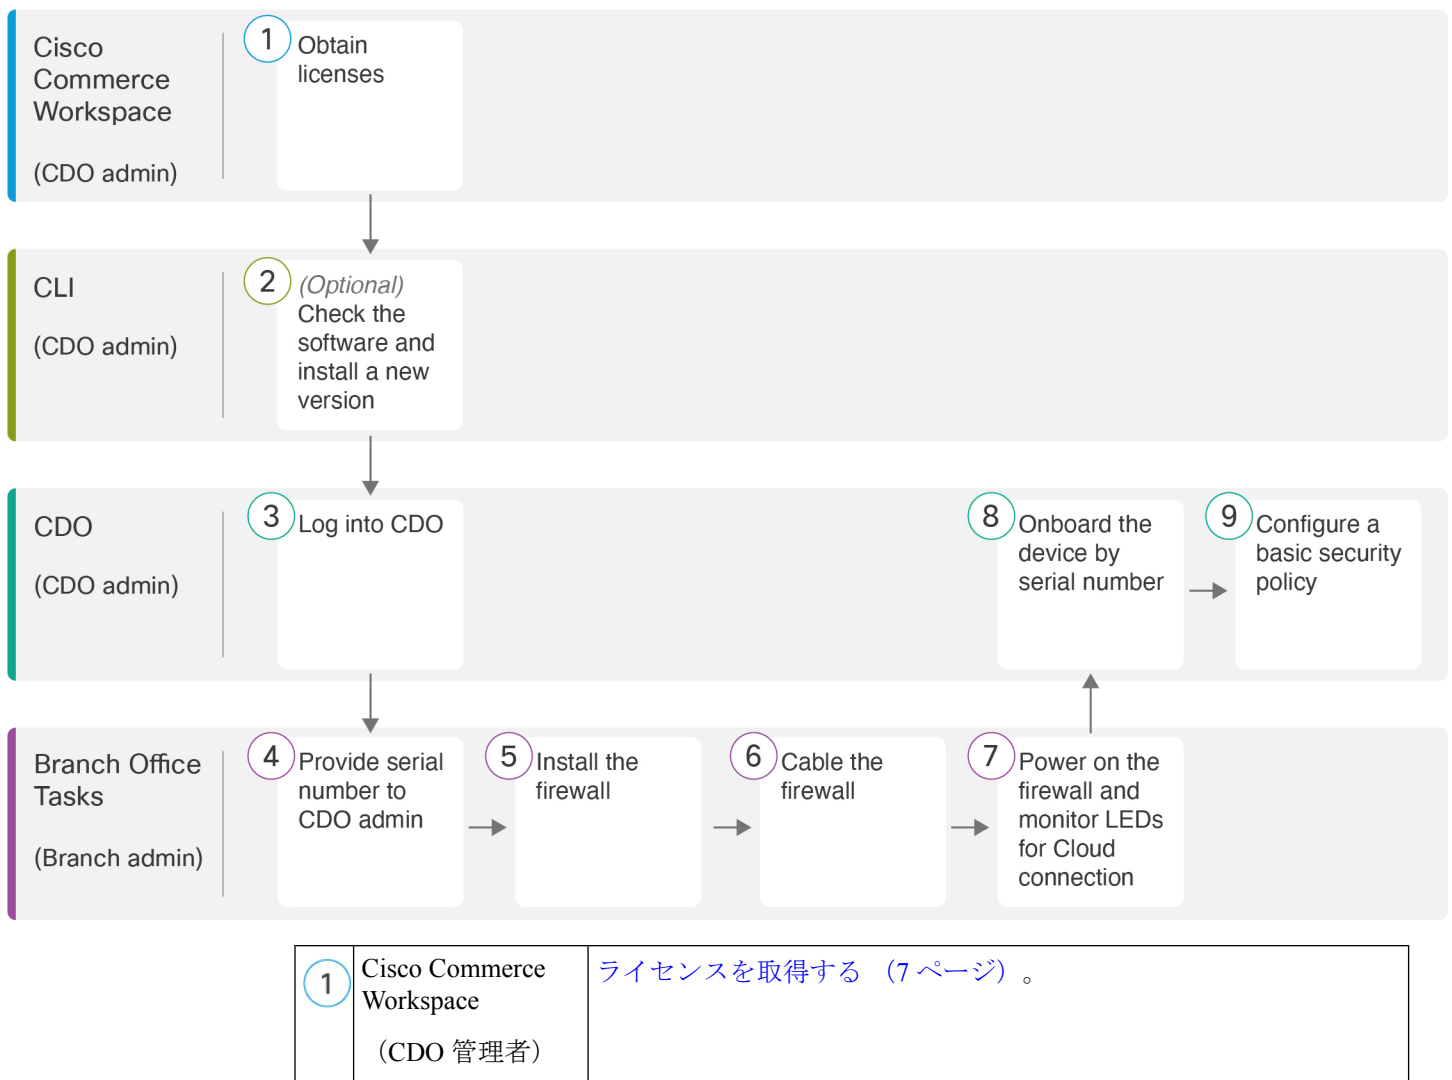 Cisco
Commerce
Workspace
(CDO admin)
1
Obtain
licenses
CLI
(CDO admin)
2
(Optional)
Check the
software and
install a new
version
CDO
(CDO admin)
3
Log into CDO
8
Onboard the
device by
serial number
9
Configure a
basic security
policy
Branch Office
Tasks
(Branch admin)
4
Provide serial
number to
CDO admin
5
Install the
firewall
6
Cable the
firewall
7
Power on the
firewall and
monitor LEDs
for Cloud
connection
1
Cisco Commerce
Workspace
（CDO 管理者）
ライセンスを取得する （7 ページ）。